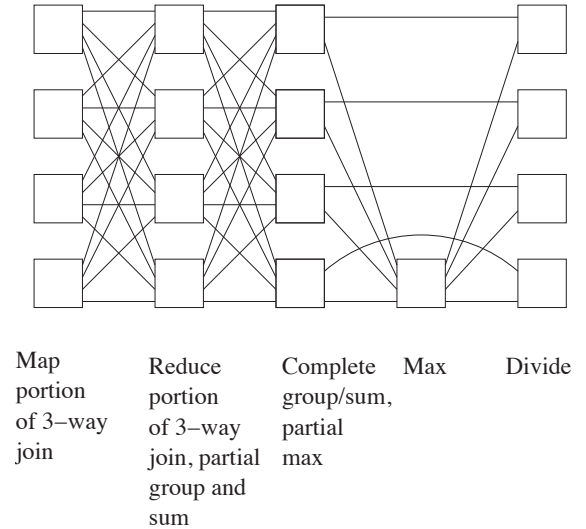 Map
portion
of 3–way
join
Reduce
portion
of 3–way
join, partial
group and
sum
Complete
group/sum,
partial
max
Max
Divide